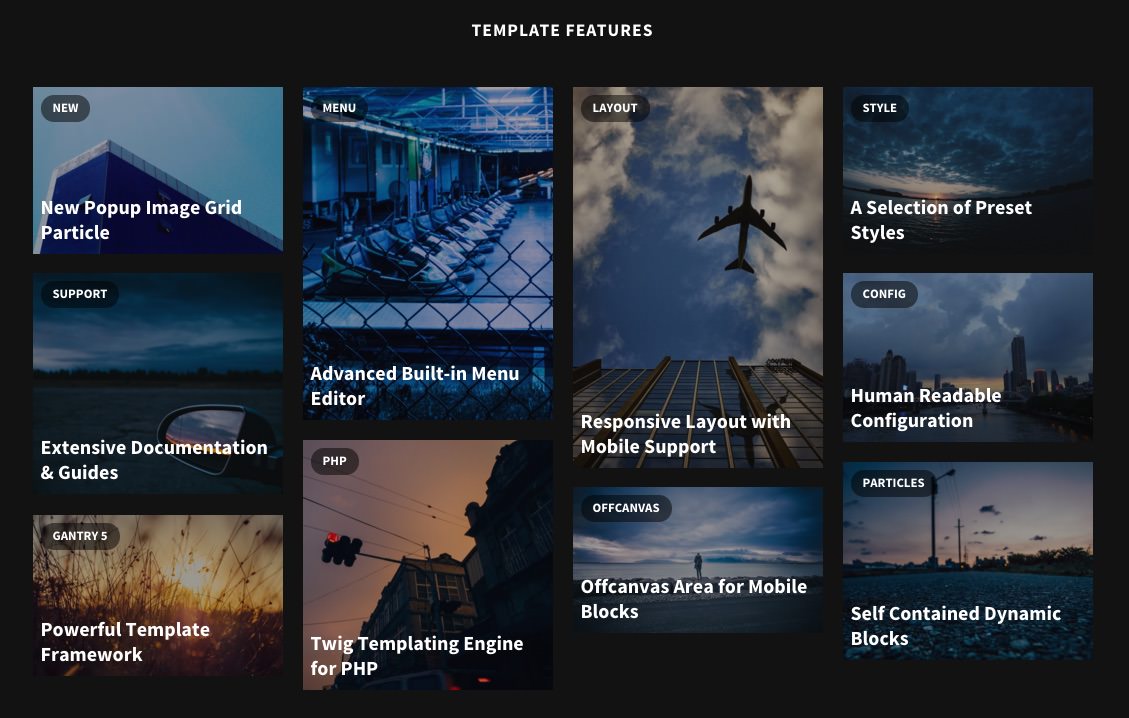 TEMPLATE FEATURES
NEW
New Popup Image Grid
Particle
SUPPORT
Extensive Documentation
& Guides
GANTRY 5
Powerful Template
Framework
MENU
Advanced Built-in Menu
Editor
PHP
Twig Templating Engine
for PHP
LAYOUT
Responsive Layout with
Mobile Support
OFFCANVAS
Offcanvas Area for Mobile
Blocks
STYLE
A Selection of Preset
Styles
CONFIG
Human Readable
Configuration
PARTICLES
Self Contained Dynamic
Blocks